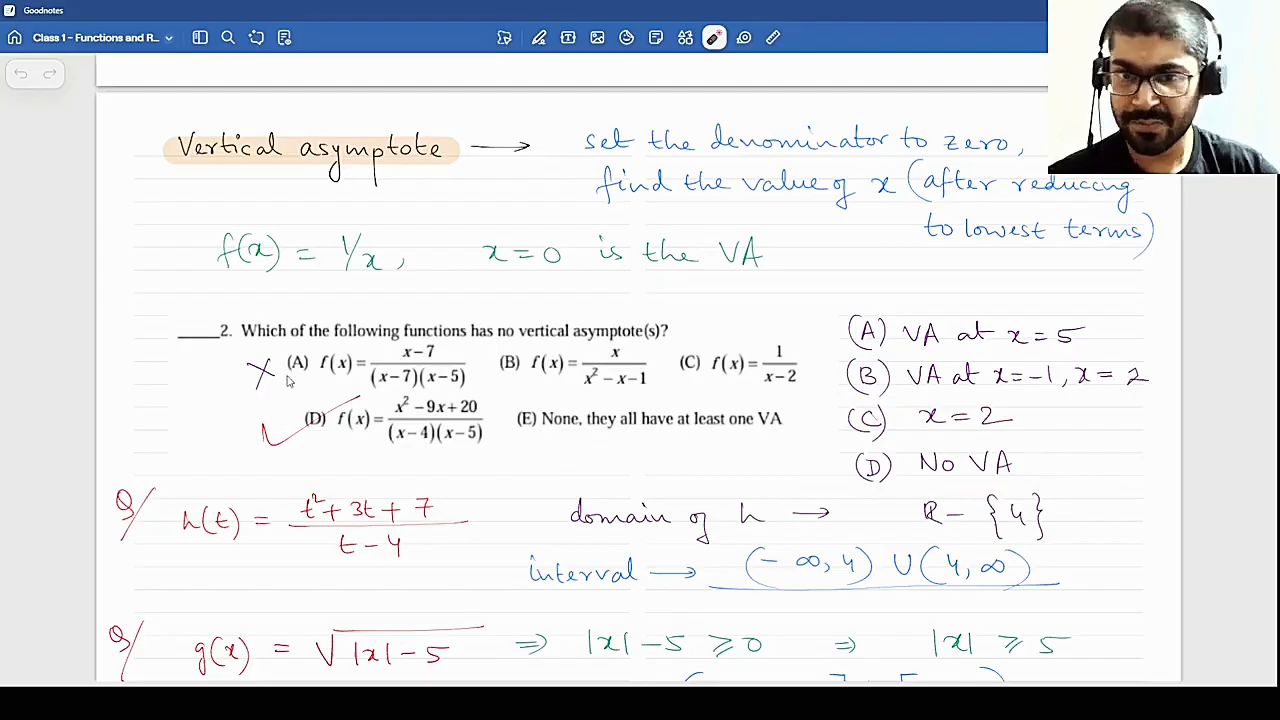 Goodnotes
Class 1 - Functions and R...
Vertical asymptote → set the denominator to zero,
find the value of x (after reducing
to lowest terms)
f(x) = 1/x, x=0 is the VA
_____2. Which of the following functions has no vertical asymptote(s)?
(A) f(x) = (x−7)/((x−7)(x−5)) (B) f(x) = x/(x²−x−1) (C) f(x) = 1/(x−2)
(D) f(x) = (x²−9x+20)/((x−4)(x−5)) (E) None, they all have at least one VA
(A) VA at x=5
(B) VA at x=-1, x=2
(C) x=2
(D) No VA
Q/ h(t) = (t²+3t+7)/(t−4) domain of h → R − {4}
interval → (−∞,4) ∪ (4,∞)
Q/ g(x) = √(|x|−5) ⇒ |x|−5 ⩾ 0 ⇒ |x| ⩾ 5